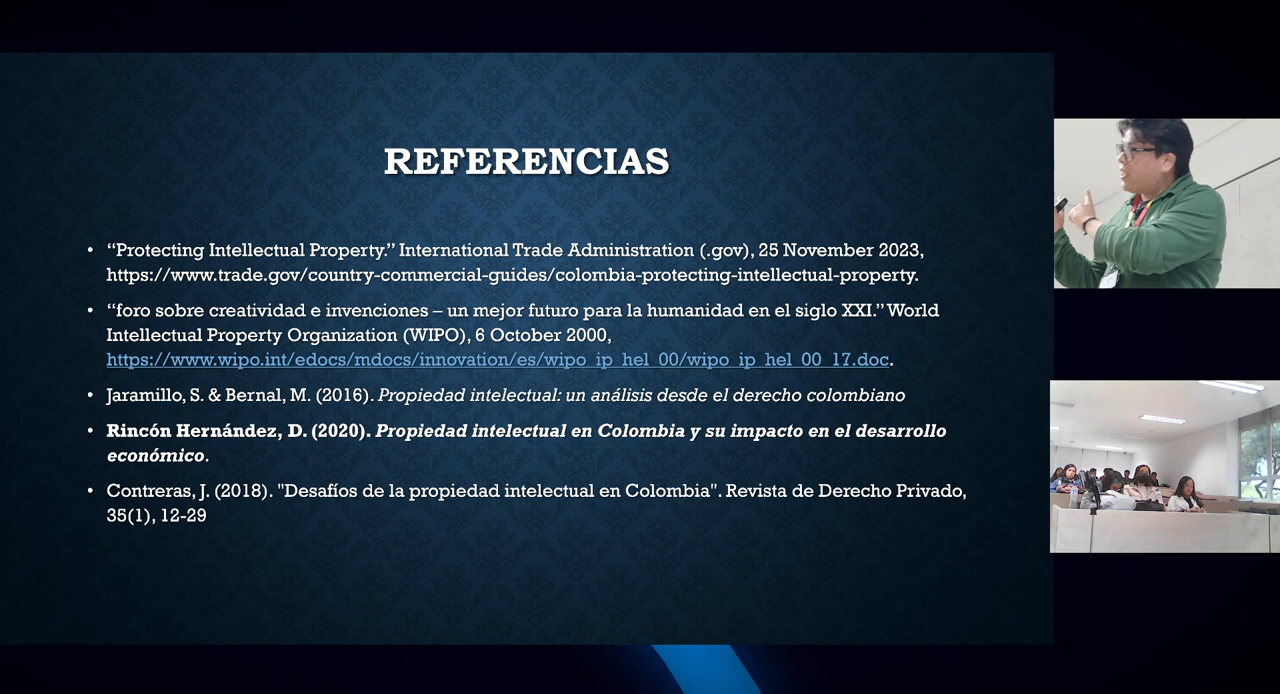 REFERENCIAS
• “Protecting Intellectual Property.” International Trade Administration (.gov), 25 November 2023,
https://www.trade.gov/country-commercial-guides/colombia-protecting-intellectual-property.
• “foro sobre creatividad e invenciones – un mejor futuro para la humanidad en el siglo XXI.” World
Intellectual Property Organization (WIPO), 6 October 2000,
https://www.wipo.int/edocs/mdocs/innovation/es/wipo_ip_hel_00/wipo_ip_hel_00_17.doc.
• Jaramillo, S. & Bernal, M. (2016). Propiedad intelectual: un análisis desde el derecho colombiano
• Rincón Hernández, D. (2020). Propiedad intelectual en Colombia y su impacto en el desarrollo
económico.
• Contreras, J. (2018). "Desafíos de la propiedad intelectual en Colombia". Revista de Derecho Privado,
35(1), 12-29